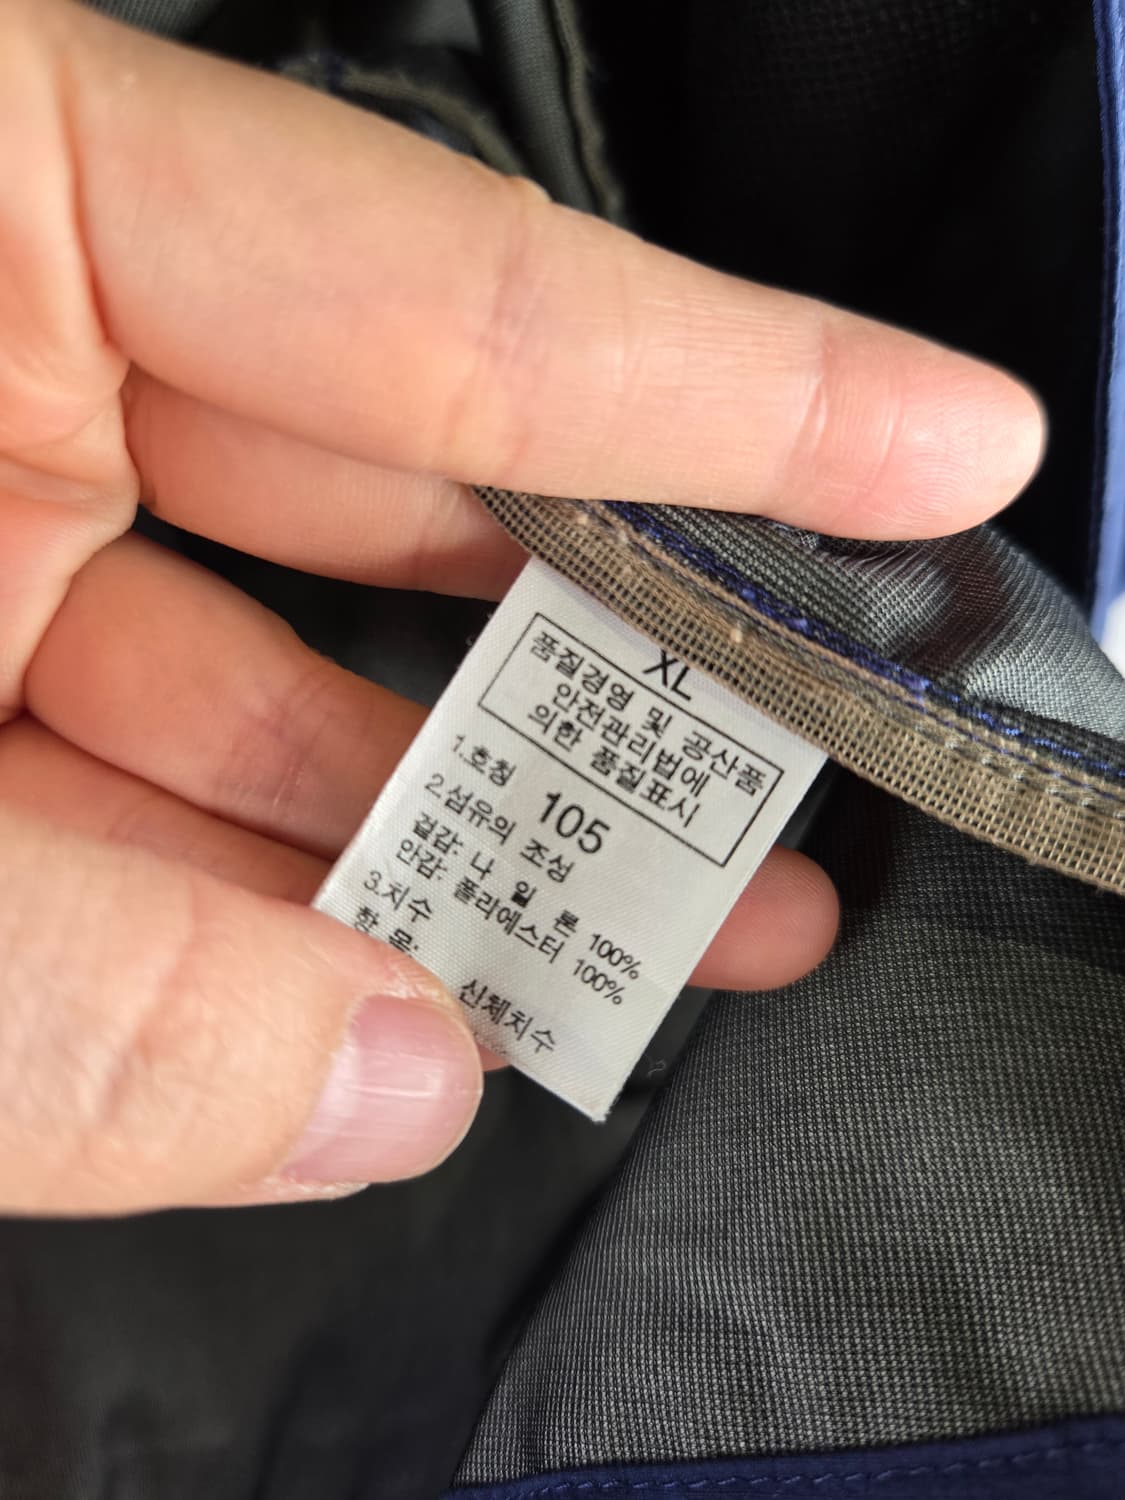 XL
품질경영 및 공산품
안전관리법에
의한 품질표시
1.호칭 105
2.섬유의 조성
겉감: 나 일 론 100%
안감: 폴리에스터 100%
3.치수
항 목:
신체치수